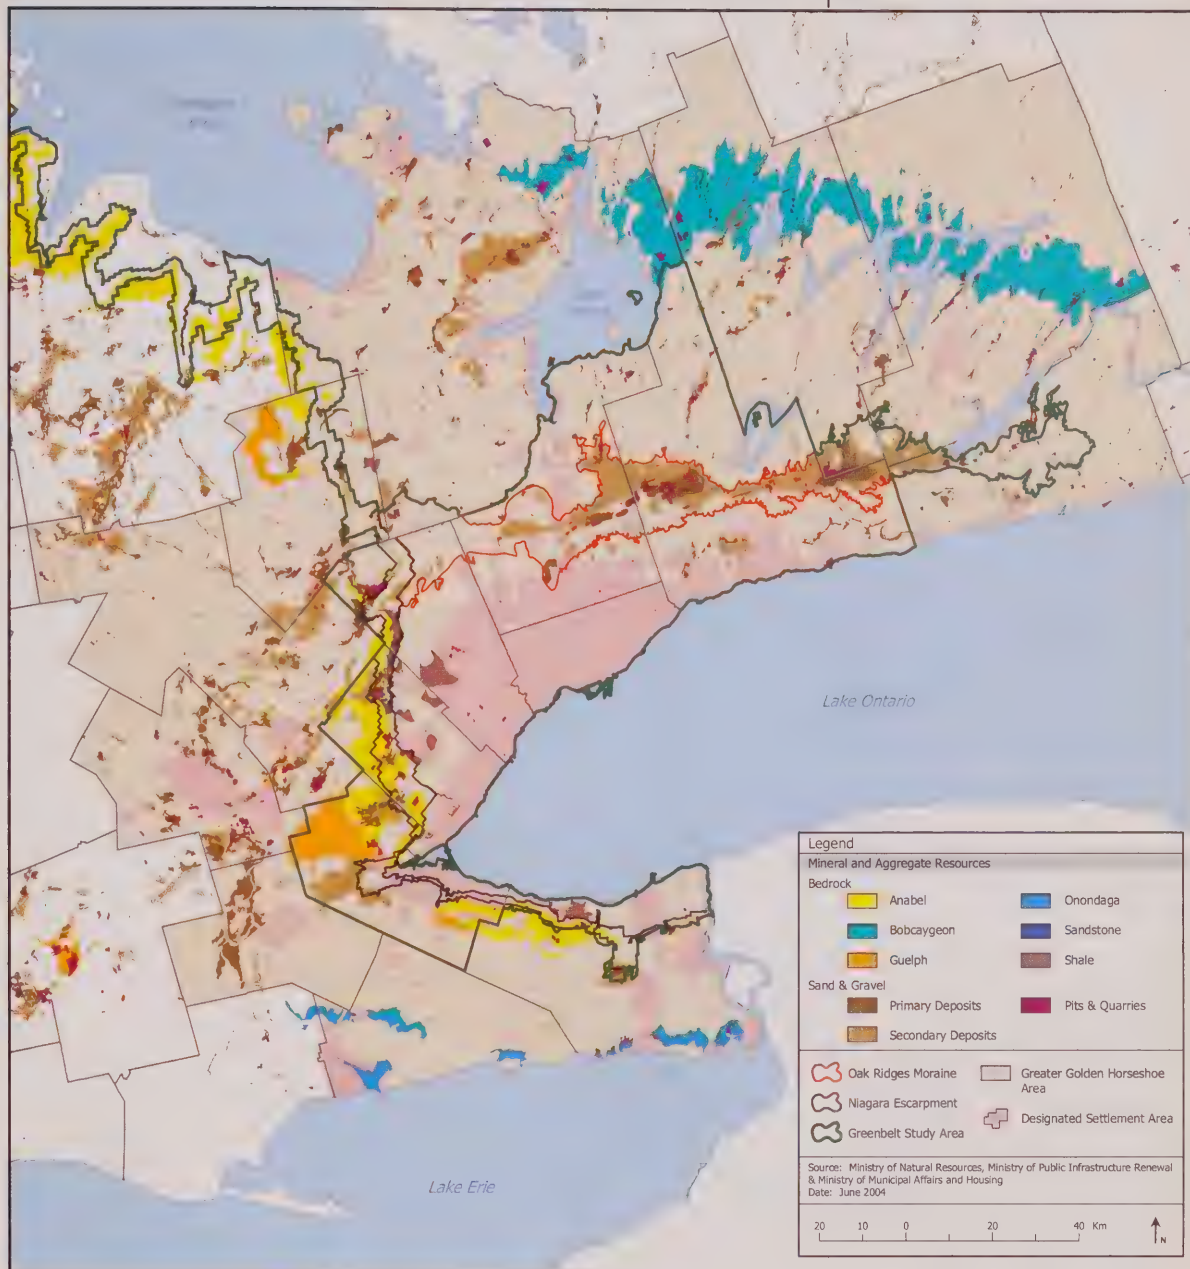 Lake Ontario
Lake Erie
Legend
Mineral and Aggregate Resources
Bedrock
Anabel
Onondaga
Bobcaygeon
Sandstone
Guelph
Shale
Sand & Gravel
Primary Deposits
Pits & Quarries
Secondary Deposits
Oak Ridges Moraine
Greater Golden Horseshoe
Area
Niagara Escarpment
Designated Settlement Area
Greenbelt Study Area
Source: Ministry of Natural Resources, Ministry of Public Infrastructure Renewal
& Ministry of Municipal Affairs and Housing
Date: June 2004
20 10 0 20 40 Km
N